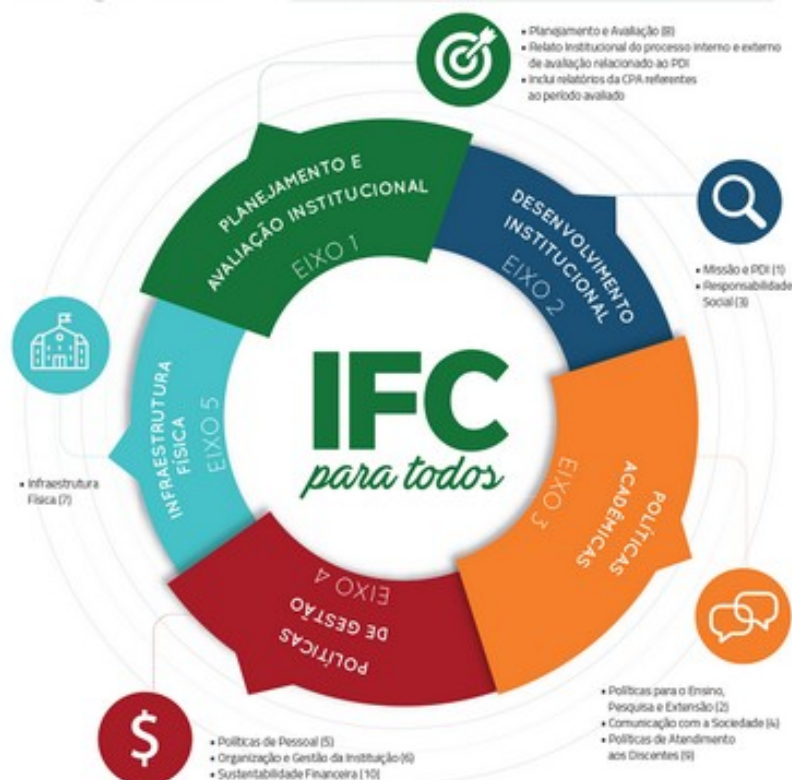 • Planejamento e Avaliação (8)
• Relato Institucional do processo interno e externo
de avaliação relacionado ao PDI
• Inclui relatórios da CPA referentes
ao período avaliado
PLANEJAMENTO E
AVALIAÇÃO INSTITUCIONAL
EIXO 1
DESENVOLVIMENTO
INSTITUCIONAL
EIXO 2
• Missão e PDI (1)
• Responsabilidade
Social (3)
IFC
para todos
POLÍTICAS
ACADÊMICAS
EIXO 3
• Políticas para o Ensino,
Pesquisa e Extensão (2)
• Comunicação com a Sociedade (4)
• Políticas de Atendimento
aos Discentes (9)
EIXO 4
POLÍTICAS
DE GESTÃO
$
• Políticas de Pessoal (5)
• Organização e Gestão da Instituição (6)
• Sustentabilidade Financeira (10)
INFRAESTRUTURA
FÍSICA
EIXO 5
• Infraestrutura
Física (7)